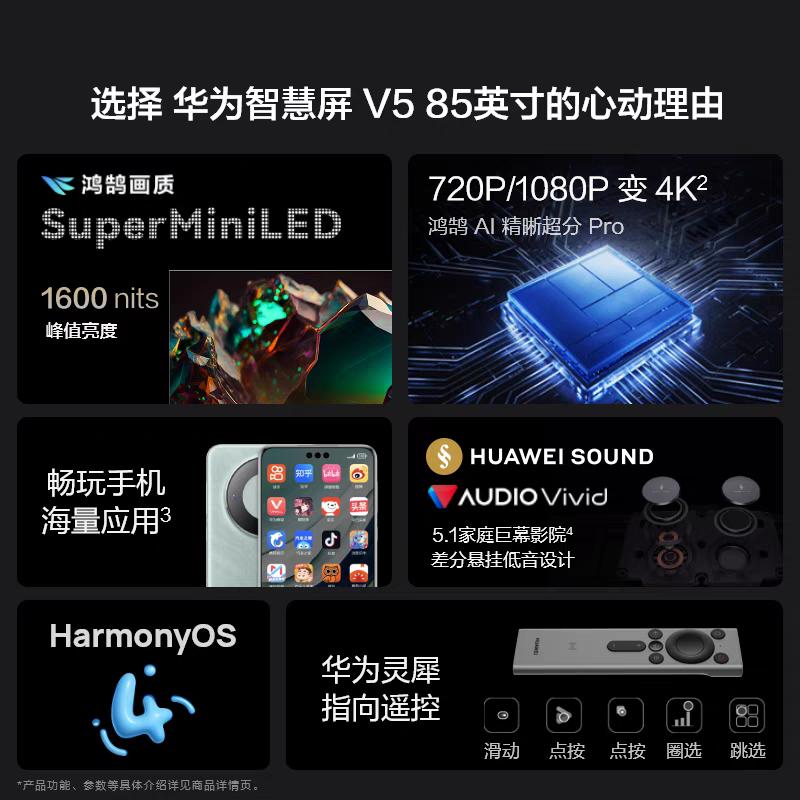 选择 华为智慧屏 V5 85英寸的心动理由
鸿鹄画质
SuperMiniLED
1600 nits
峰值亮度
720P/1080P 变 4K²
鸿鹄 AI 精晰超分 Pro
畅玩手机
海量应用³
知乎
HUAWEI SOUND
AUDIO Vivid
5.1家庭巨幕影院⁴
差分悬挂低音设计
HarmonyOS
4
华为灵犀
指向遥控
HUAWEI
滑动 点按 点按 圈选 跳选
*产品功能、参数等具体介绍详见商品详情页。